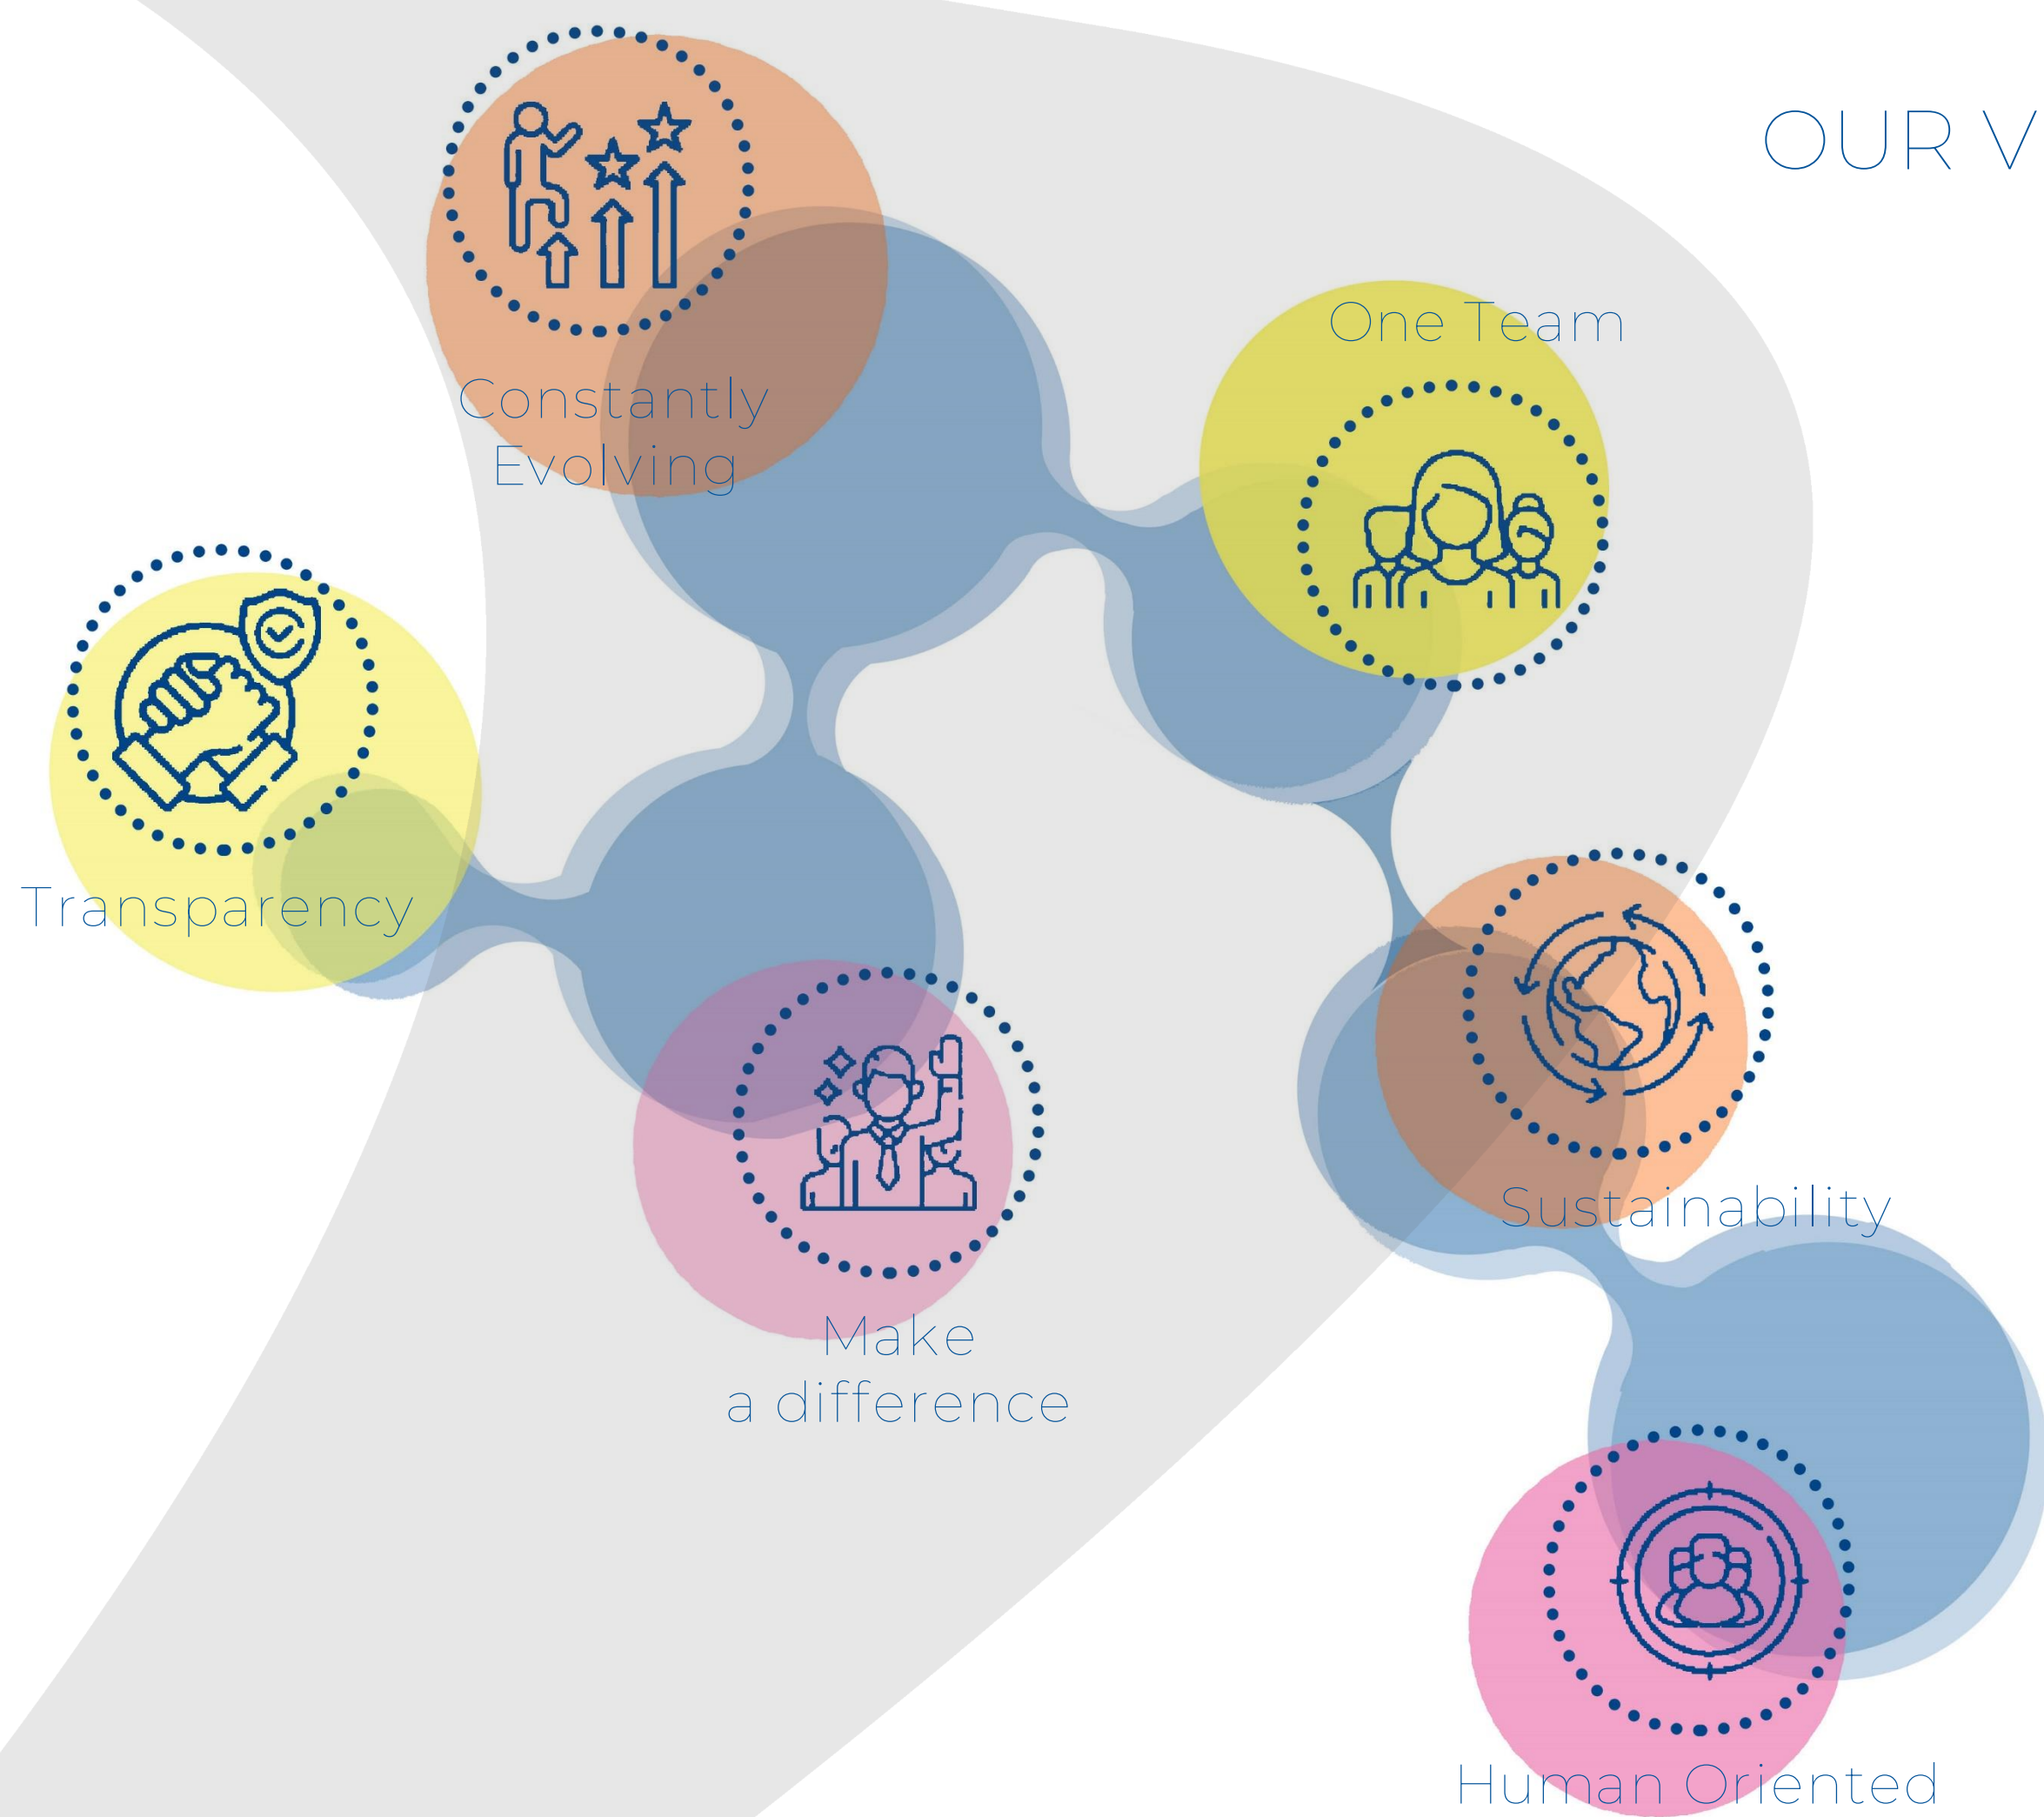 OUR V
Constantly
Evolving
One Team
Transparency
Sustainability
Make
a difference
Human Oriented